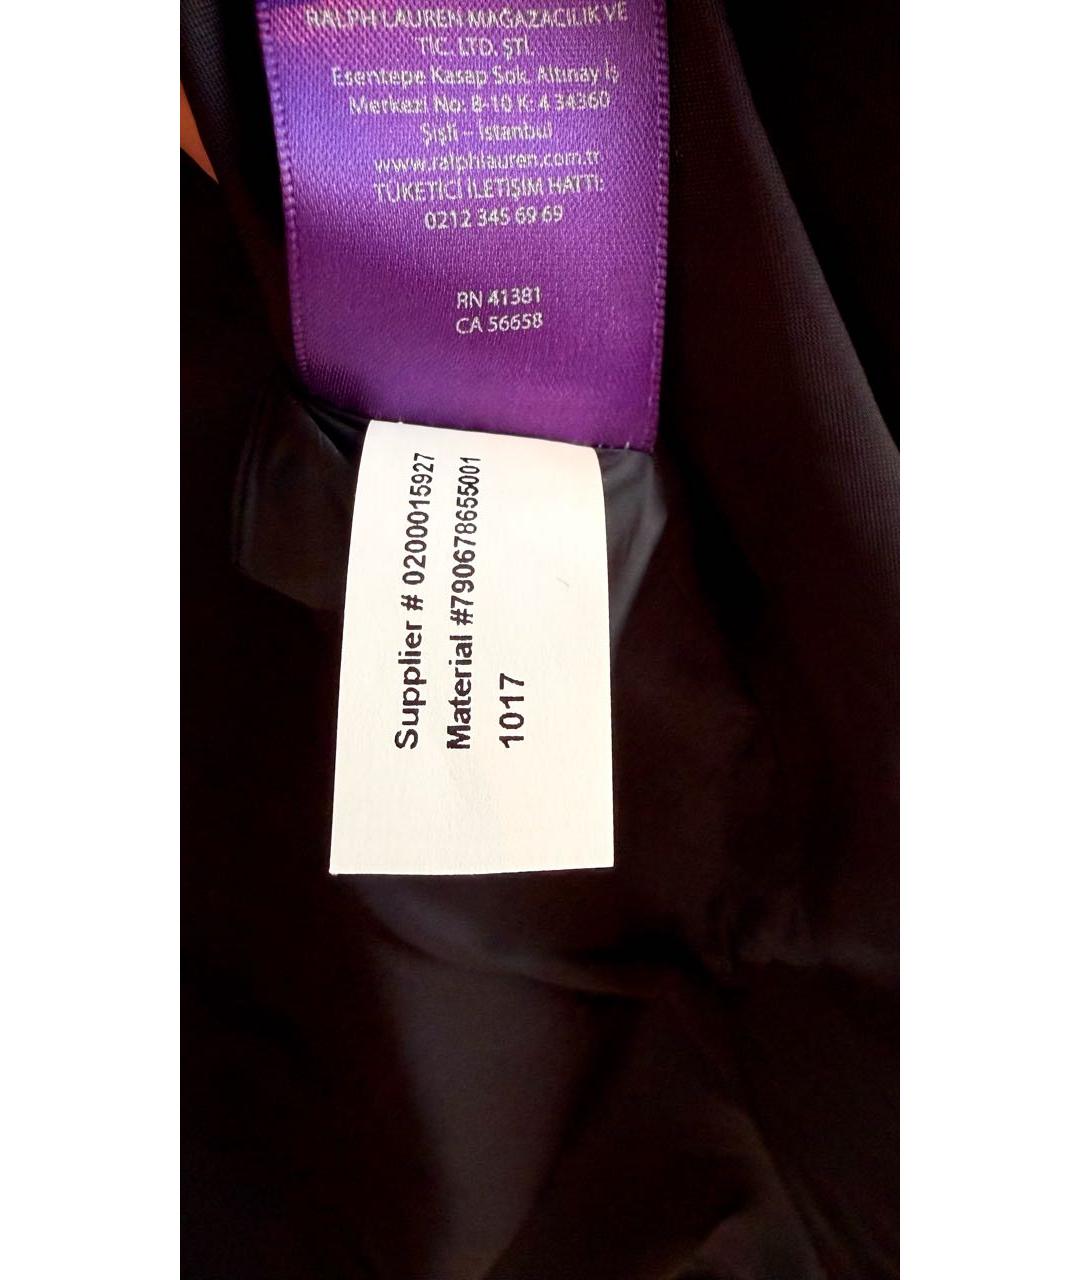 RALPH LAUREN MAĞAZACILIK VE
TİC. LTD. ŞTİ.
Esentepe Kasap Sok. Altınay İş
Merkezi No: 8-10 K: 4 34360
Şişli - İstanbul
www.ralphlauren.com.tr
TÜKETİCİ İLETİŞİM HATTI:
0212 345 69 69
RN 41381
CA 56658
Supplier # 0200015927
Material #790678655001
1017